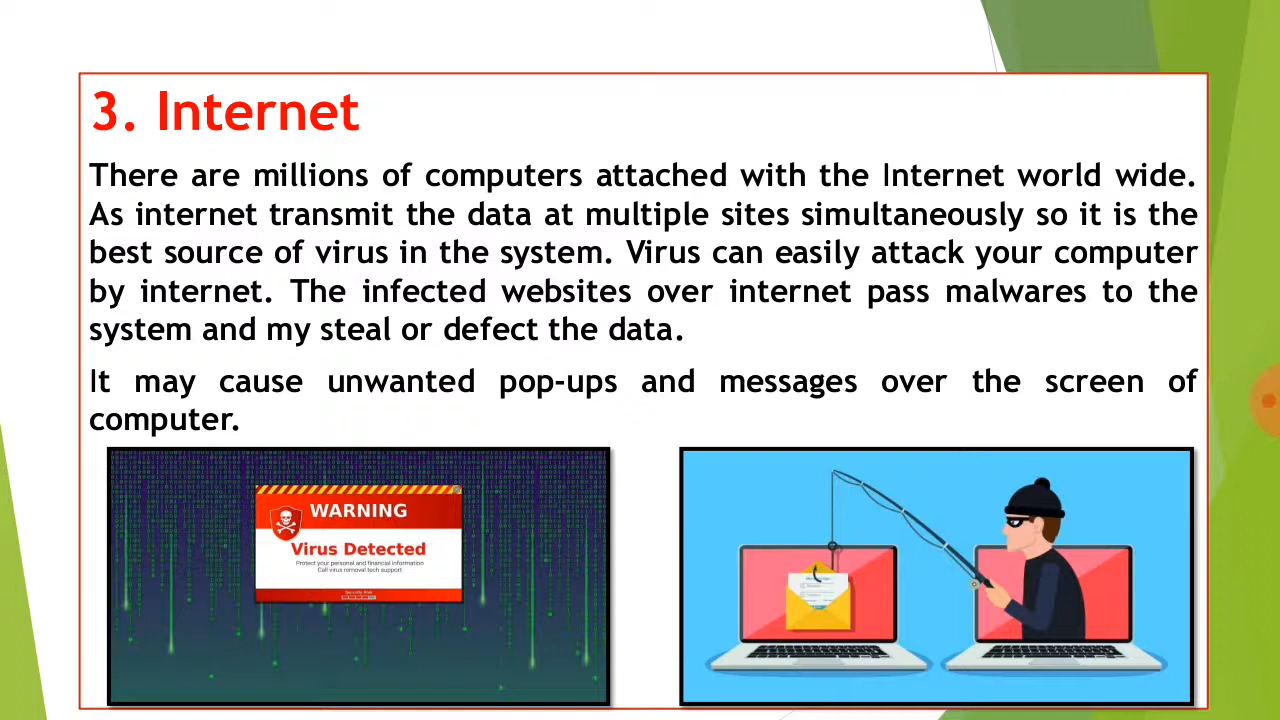 3. Internet
There are millions of computers attached with the Internet world wide.
As internet transmit the data at multiple sites simultaneously so it is the
best source of virus in the system. Virus can easily attack your computer
by internet. The infected websites over internet pass malwares to the
system and my steal or defect the data.
It may cause unwanted pop-ups and messages over the screen of
computer.
WARNING
Virus Detected
Protect your personal and financial information
Call virus removal tech support
Security Risk